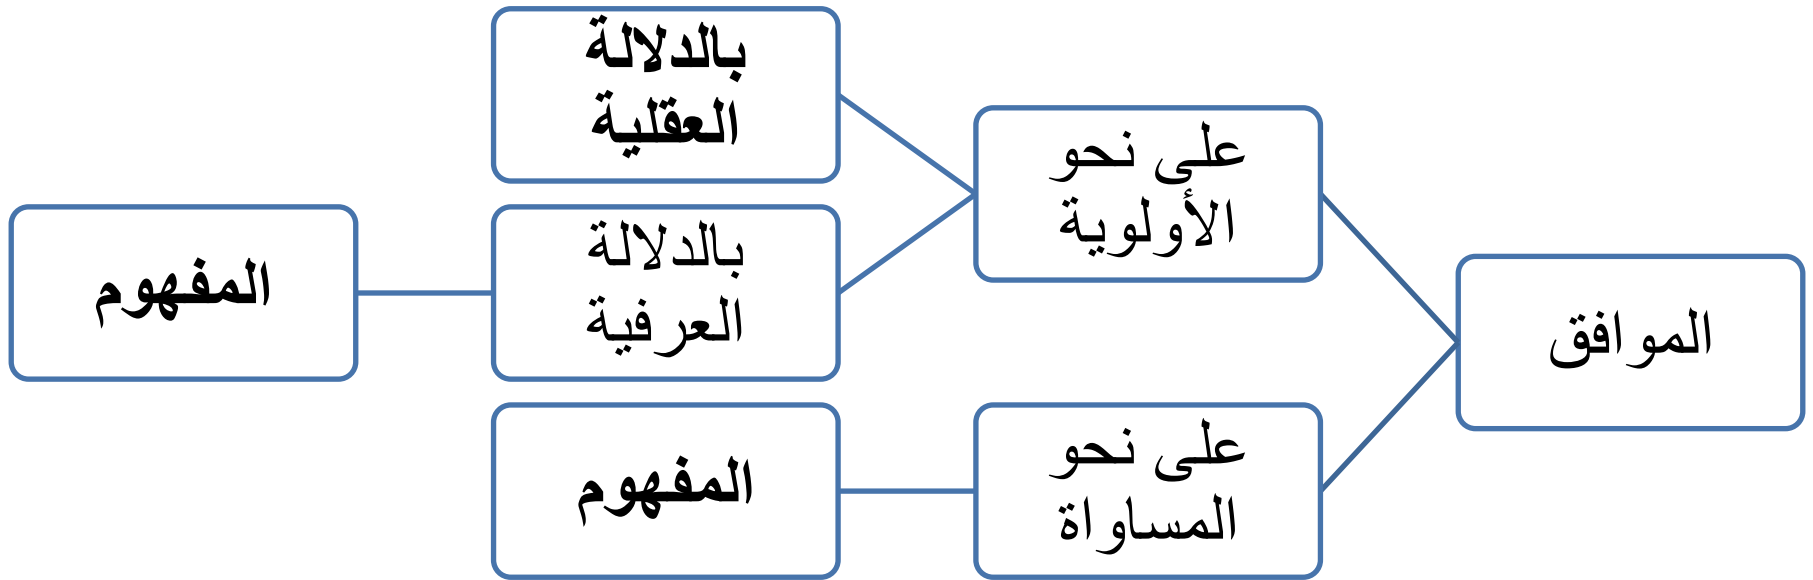 الموافق
على نحو
الأولوية
بالدلالة
العقلية
بالدلالة
العرفية
المفهوم
على نحو
المساواة
المفهوم